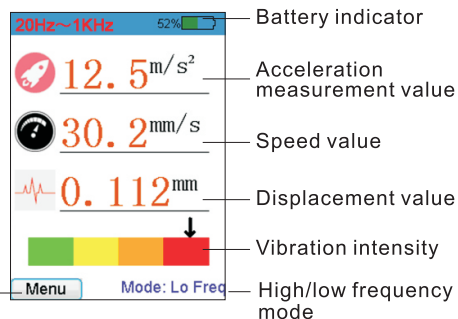 20Hz～1KHz 52% Battery indicator
12.5m/s² Acceleration
measurement value
30.2mm/s Speed value
0.112mm Displacement value
Vibration intensity
Menu Mode: Lo Freq High/low frequency
mode